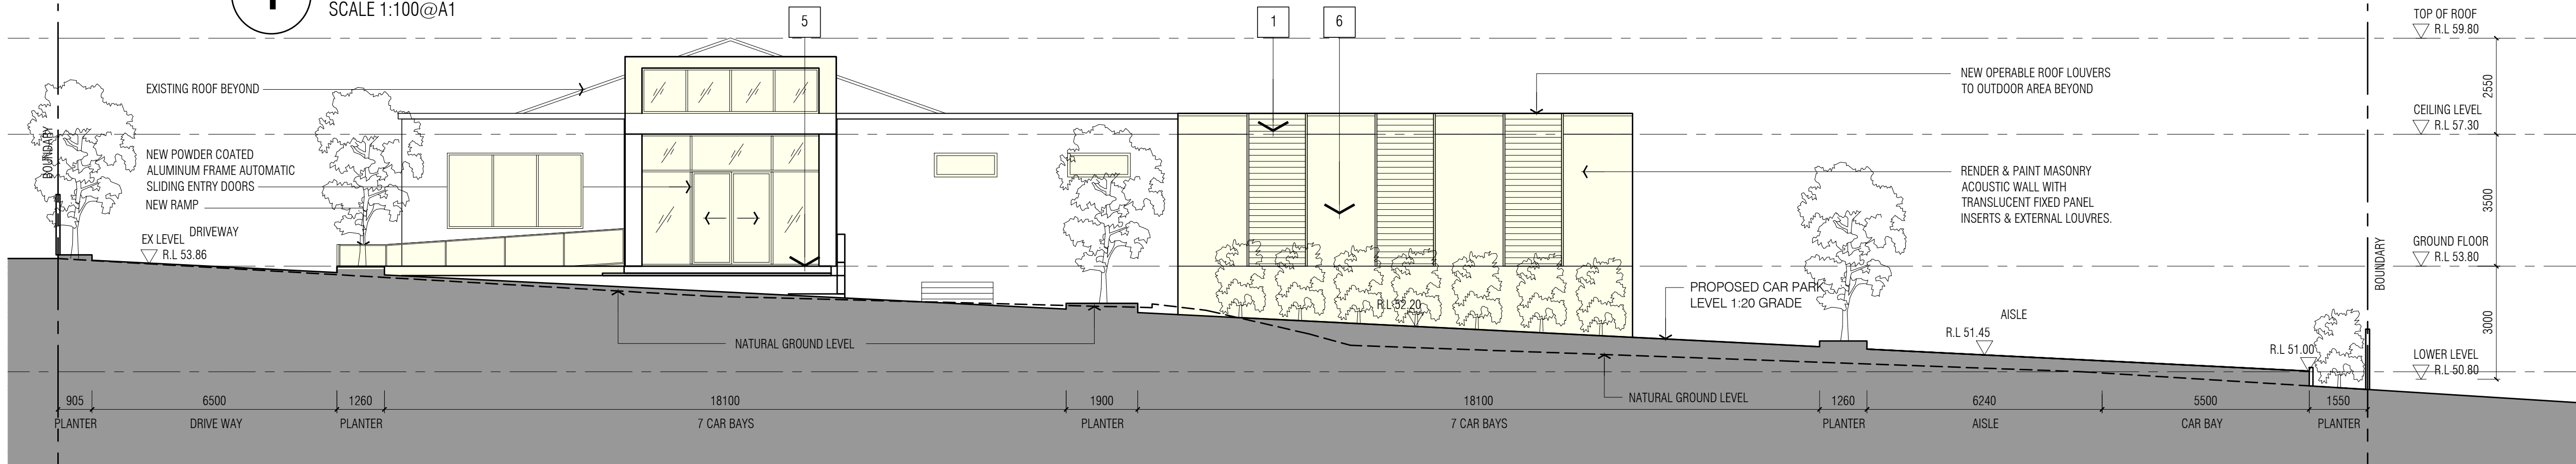 SCALE 1:100@A1
5
1
6
TOP OF ROOF
R.L 59.80
EXISTING ROOF BEYOND
NEW OPERABLE ROOF LOUVERS
TO OUTDOOR AREA BEYOND
2550
CEILING LEVEL
R.L 57.30
BOUNDARY
NEW POWDER COATED
ALUMINUM FRAME AUTOMATIC
SLIDING ENTRY DOORS
NEW RAMP
RENDER & PAINT MASONRY
ACOUSTIC WALL WITH
TRANSLUCENT FIXED PANEL
INSERTS & EXTERNAL LOUVRES.
3500
DRIVEWAY
EX LEVEL
R.L 53.86
GROUND FLOOR
R.L 53.80
BOUNDARY
PROPOSED CAR PARK
LEVEL 1:20 GRADE
R.L 52.20
AISLE
R.L 51.45
3000
NATURAL GROUND LEVEL
R.L 51.00
LOWER LEVEL
R.L 50.80
NATURAL GROUND LEVEL
905
6500
1260
18100
1900
18100
1260
6240
5500
1550
PLANTER
DRIVE WAY
PLANTER
7 CAR BAYS
PLANTER
7 CAR BAYS
PLANTER
AISLE
CAR BAY
PLANTER